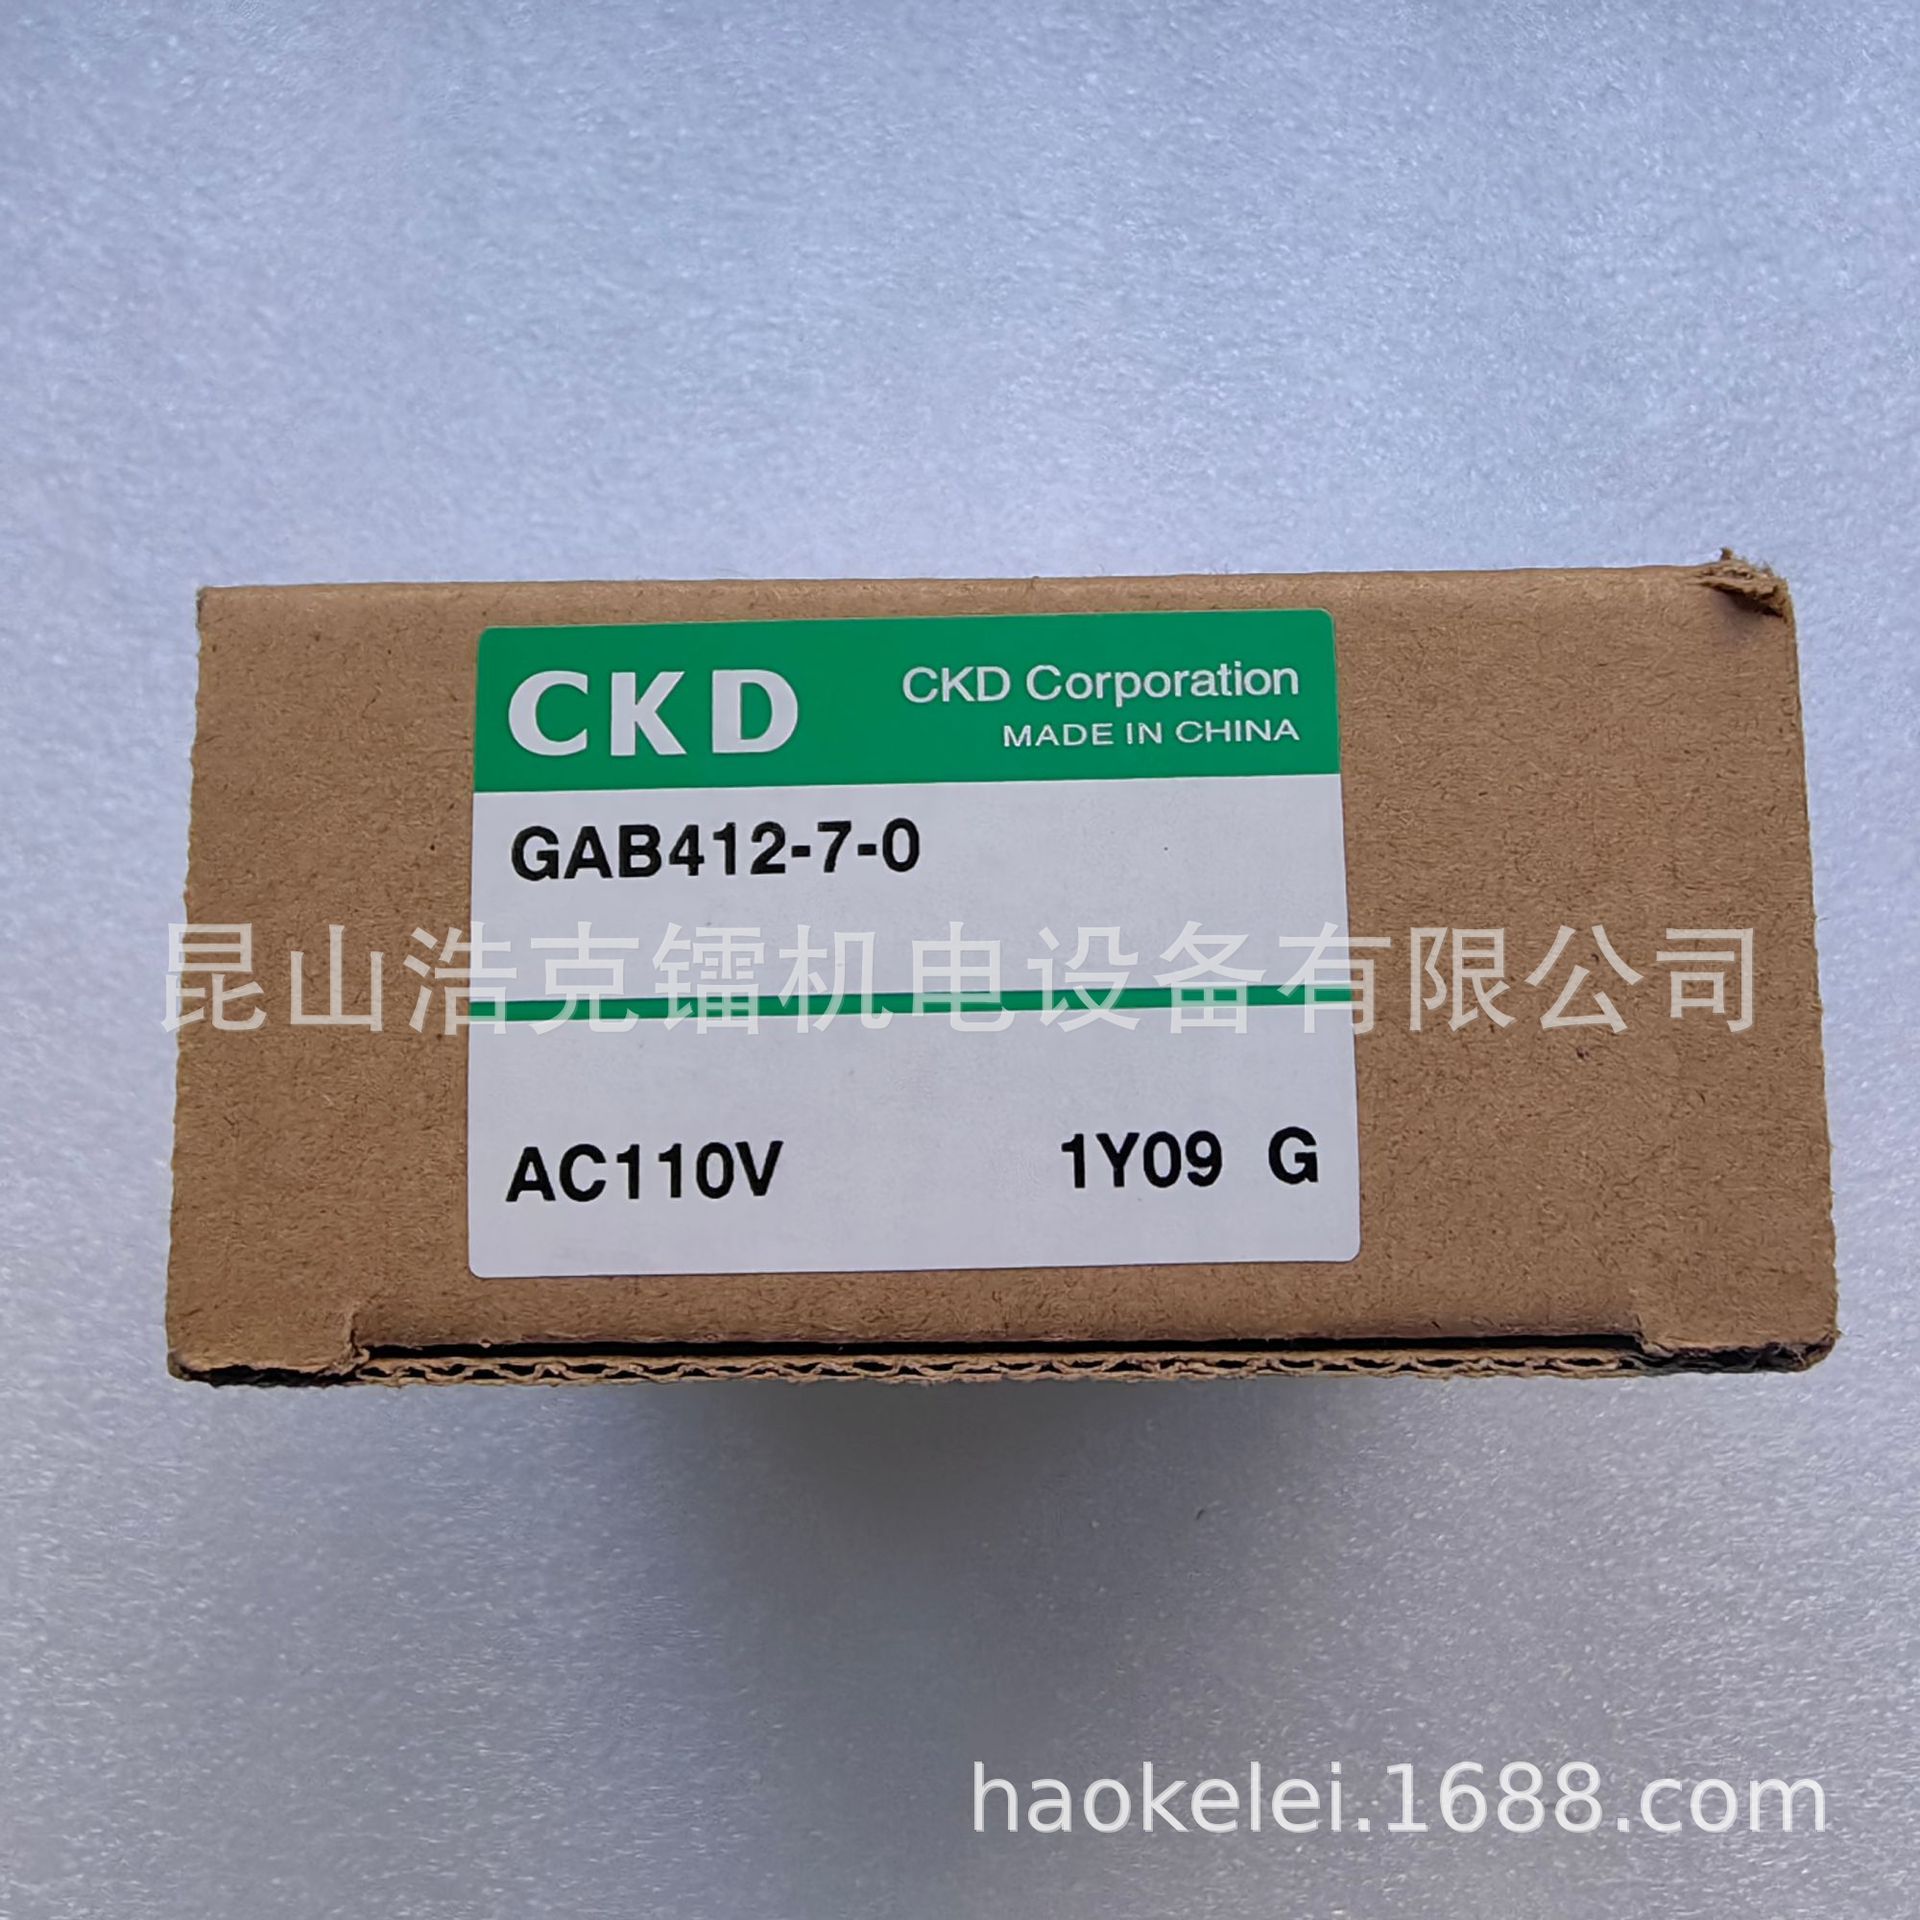 CKD
CKD Corporation
MADE IN CHINA
GAB412-7-0
昆山浩克镭机电设备有限公司
AC110V 1Y09 G
haokelei.1688.com